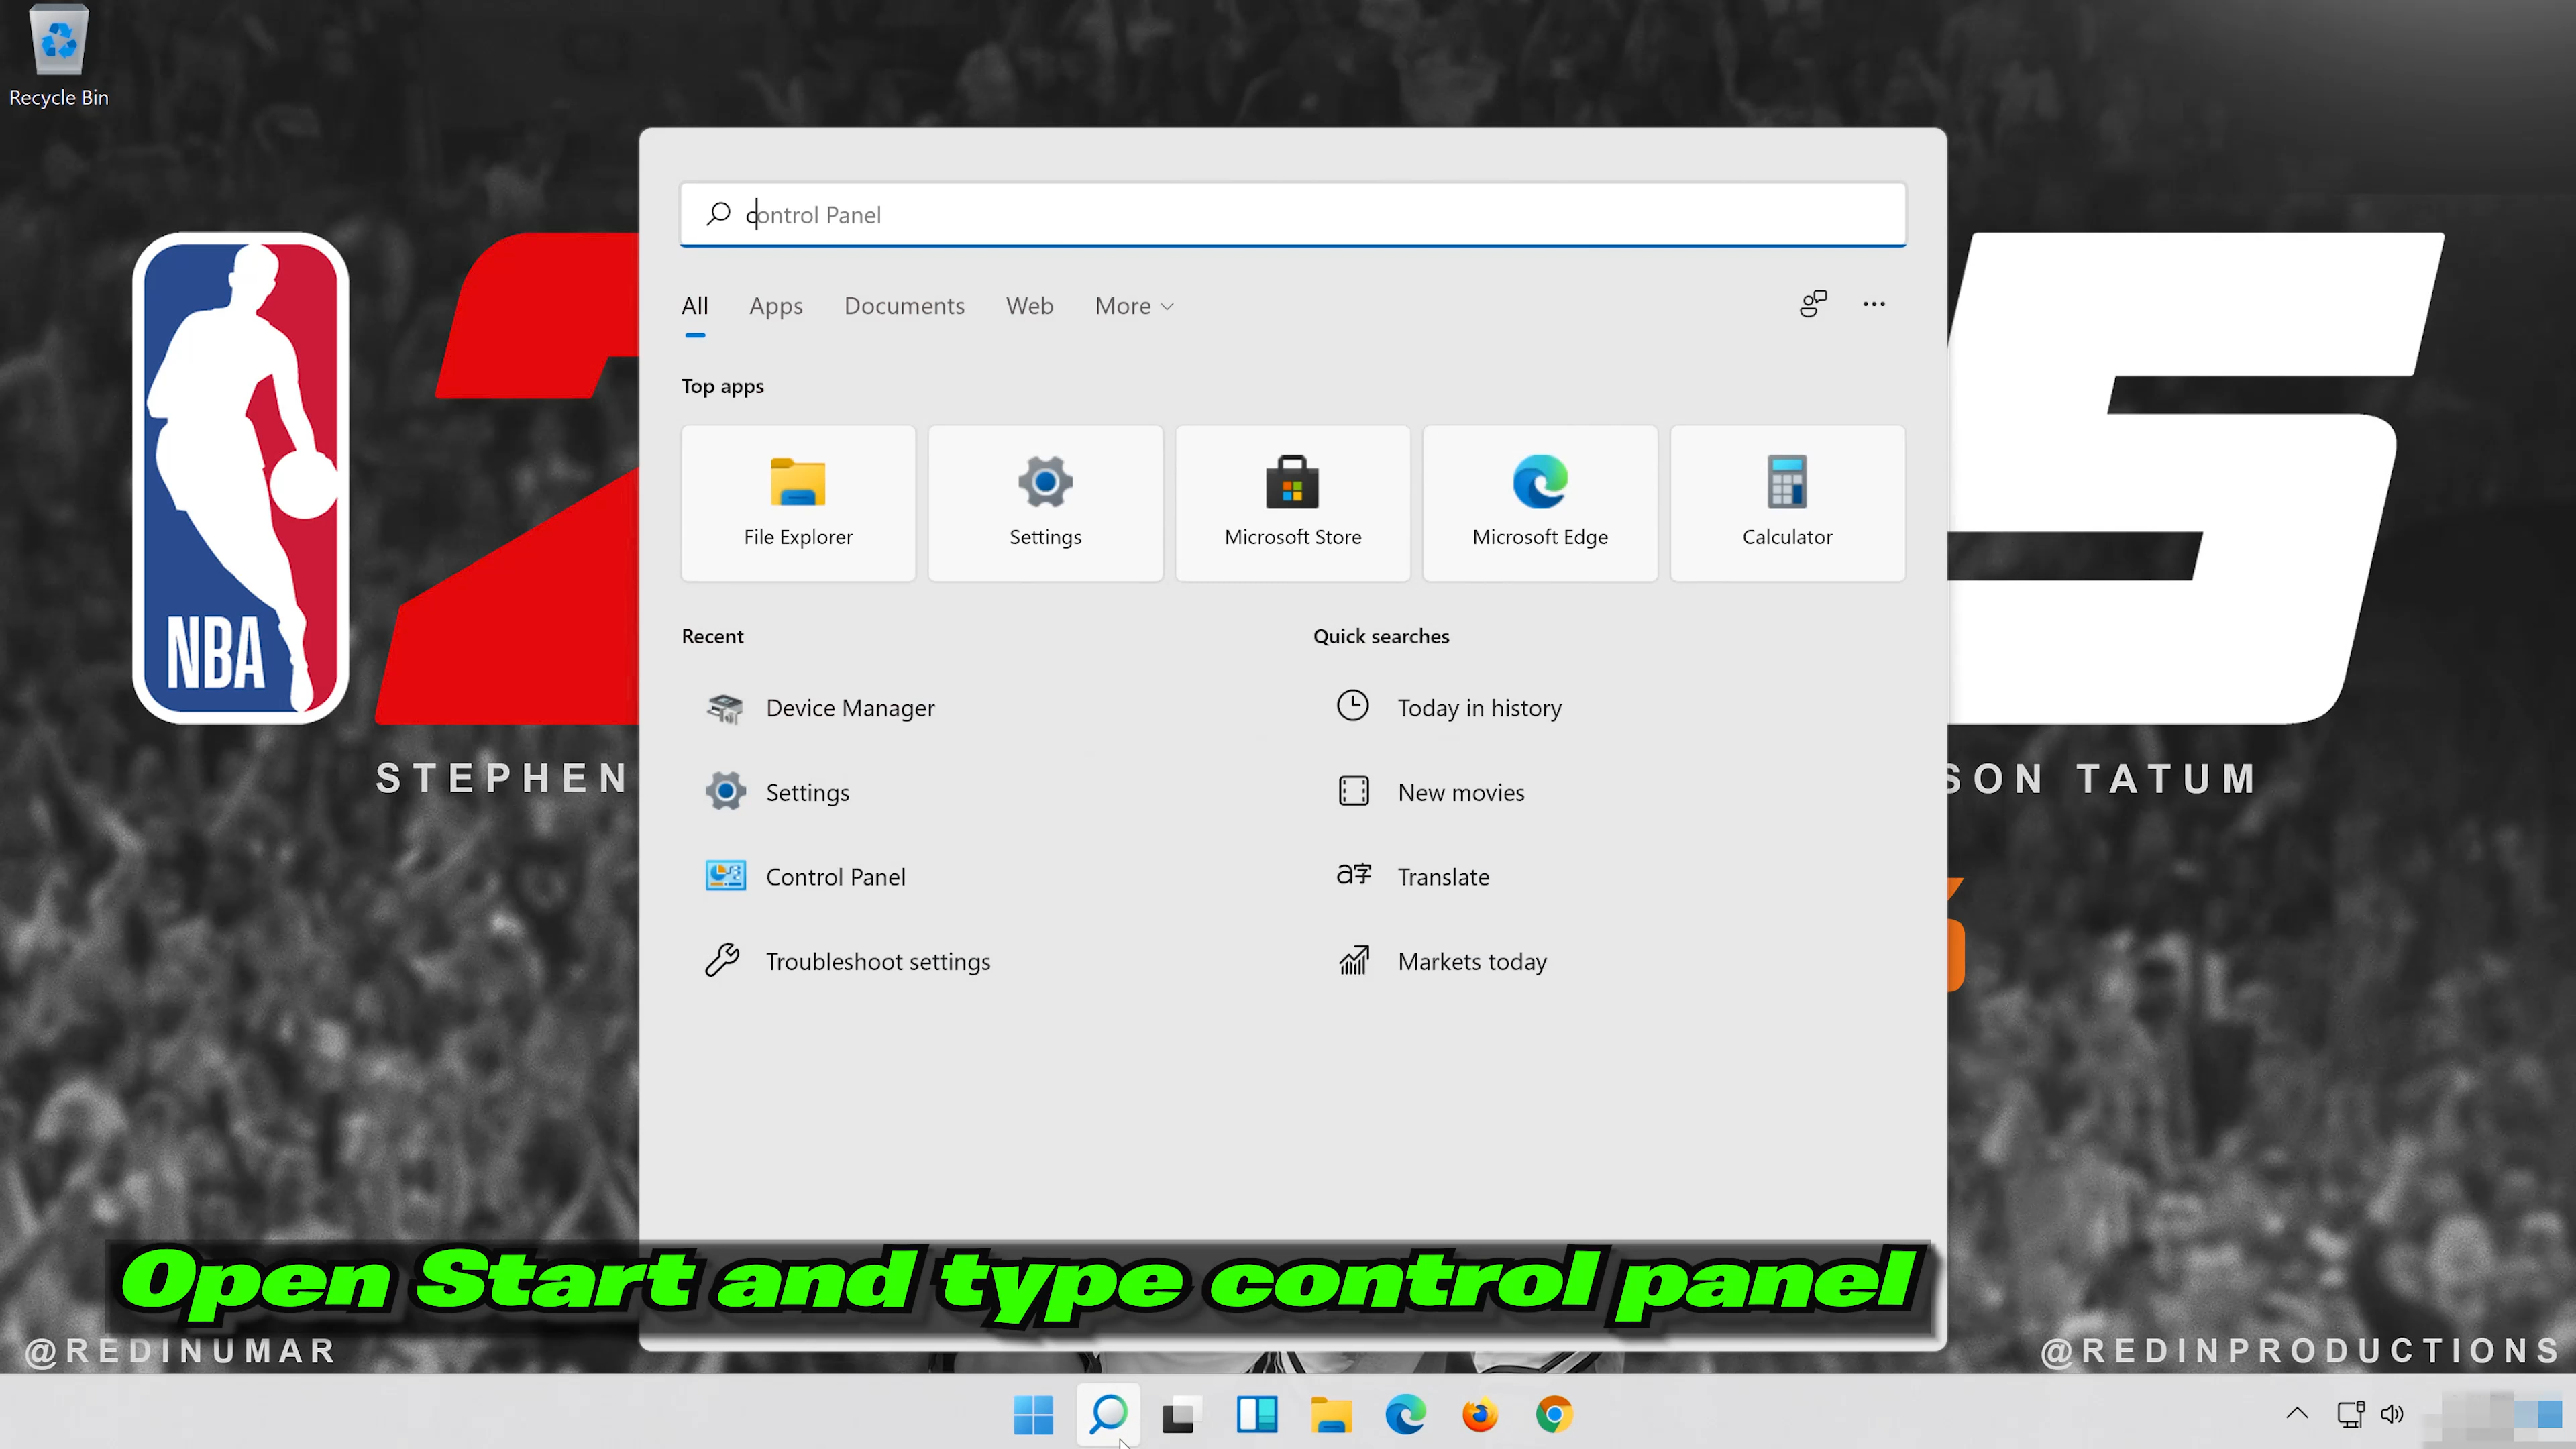 Recycle Bin
control Panel
All Apps Documents Web More
Top apps
File Explorer
Settings
Microsoft Store
Microsoft Edge
Calculator
Recent
Device Manager
Settings
Control Panel
Troubleshoot settings
Quick searches
Today in history
New movies
Translate
Markets today
NBA
2
5
STEPHEN
SON TATUM
Open Start and type control panel
@REDINUMAR
@REDINPRODUCTIONS